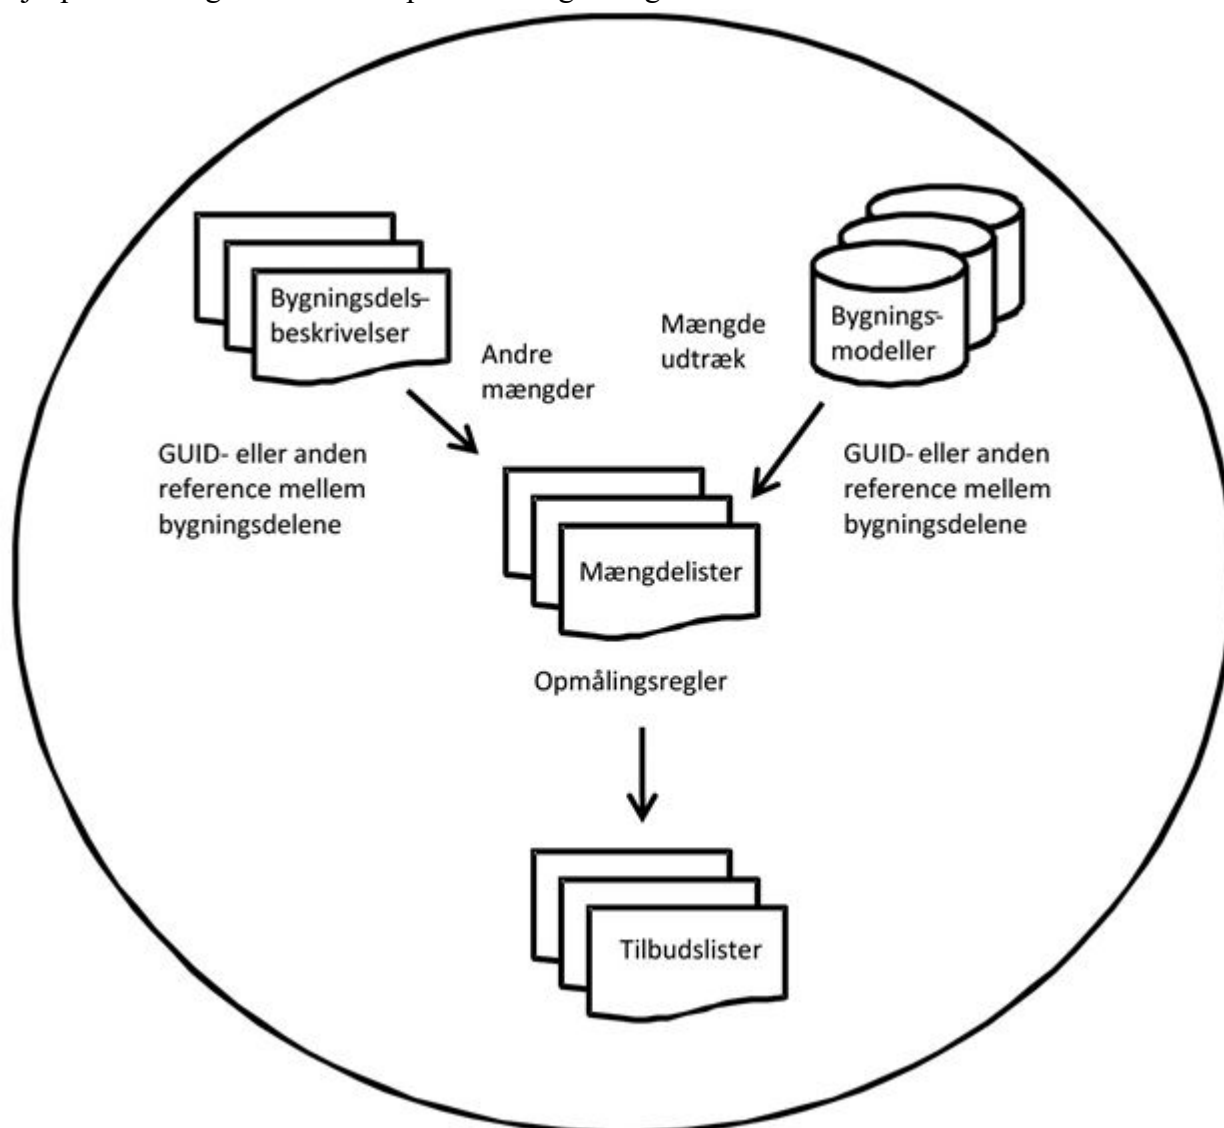 Bygningsdels-
beskrivelser
Andre
mængder
Mængde
udtræk
Bygnings-
modeller
GUID- eller anden
reference mellem
bygningsdelene
GUID- eller anden
reference mellem
bygningsdelene
Mængdelister
Opmålingsregler
Tilbudslister